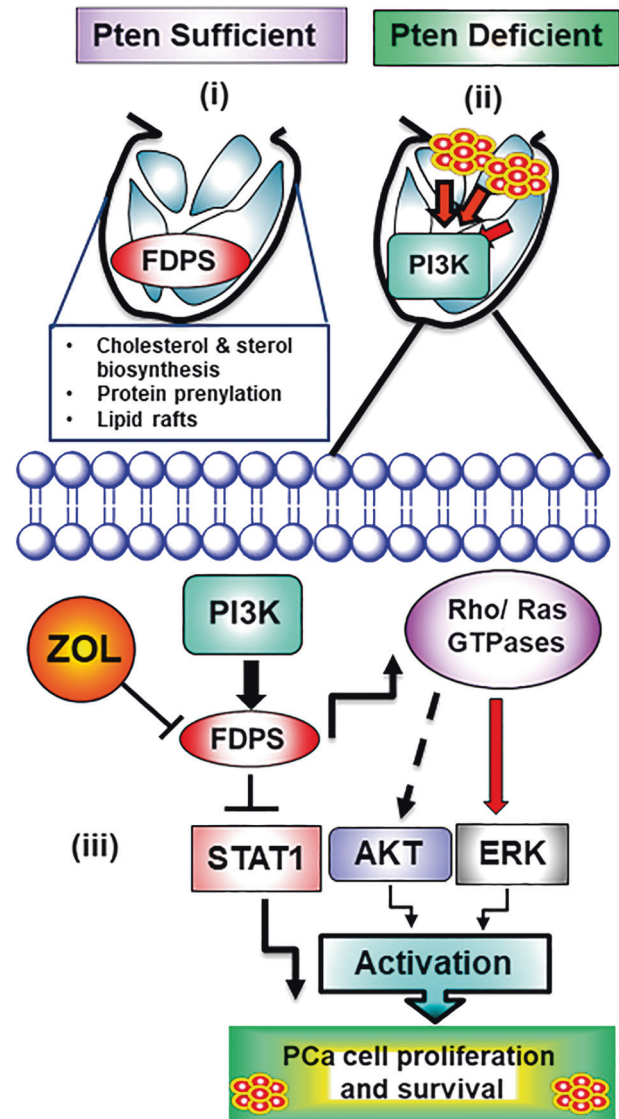 Pten Sufficient
Pten Deficient
(i)
(ii)
FDPS
PI3K
• Cholesterol & sterol
biosynthesis
• Protein prenylation
• Lipid rafts
PI3K
Rho/ Ras
GTPases
ZOL
FDPS
(iii)
STAT1
AKT
ERK
Activation
PCa cell proliferation
and survival